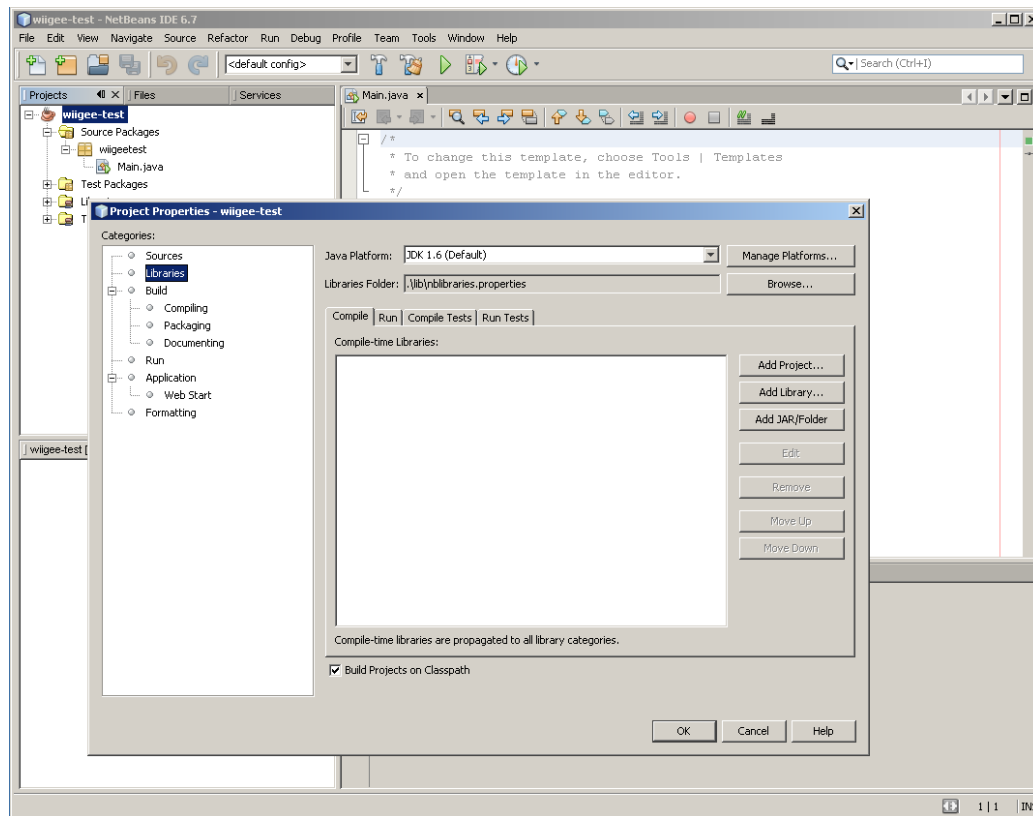 wiigee-test - NetBeans IDE 6.7
File Edit View Navigate Source Refactor Run Debug Profile Team Tools Window Help
<default config>
Search (Ctrl+I)
Projects Files Services
Main.java
wiigee-test
Source Packages
wiigeetest
Main.java
Test Packages
/*
* To change this template, choose Tools | Templates
* and open the template in the editor.
*/
Project Properties - wiigee-test
Categories:
Sources
Libraries
Build
Compiling
Packaging
Documenting
Run
Application
Web Start
Formatting
Java Platform: JDK 1.6 (Default) Manage Platforms...
Libraries Folder: .\lib\nblibraries.properties Browse...
Compile Run Compile Tests Run Tests
Compile-time Libraries:
Add Project...
Add Library...
Add JAR/Folder
Edit
Remove
Move Up
Move Down
Compile-time libraries are propagated to all library categories.
Build Projects on Classpath
OK Cancel Help
wiigee-test [
1|1 IN